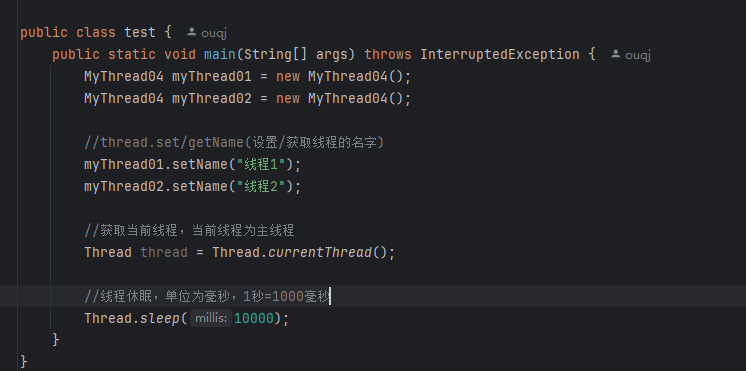 public class test { ouqj
public static void main(String[] args) throws InterruptedException { ouqj
MyThread04 myThread01 = new MyThread04();
MyThread04 myThread02 = new MyThread04();
//thread.set/getName(设置/获取线程的名字)
myThread01.setName("线程1");
myThread02.setName("线程2");
//获取当前线程，当前线程为主线程
Thread thread = Thread.currentThread();
//线程休眠，单位为毫秒，1秒=1000毫秒
Thread.sleep( millis: 10000);
}
}